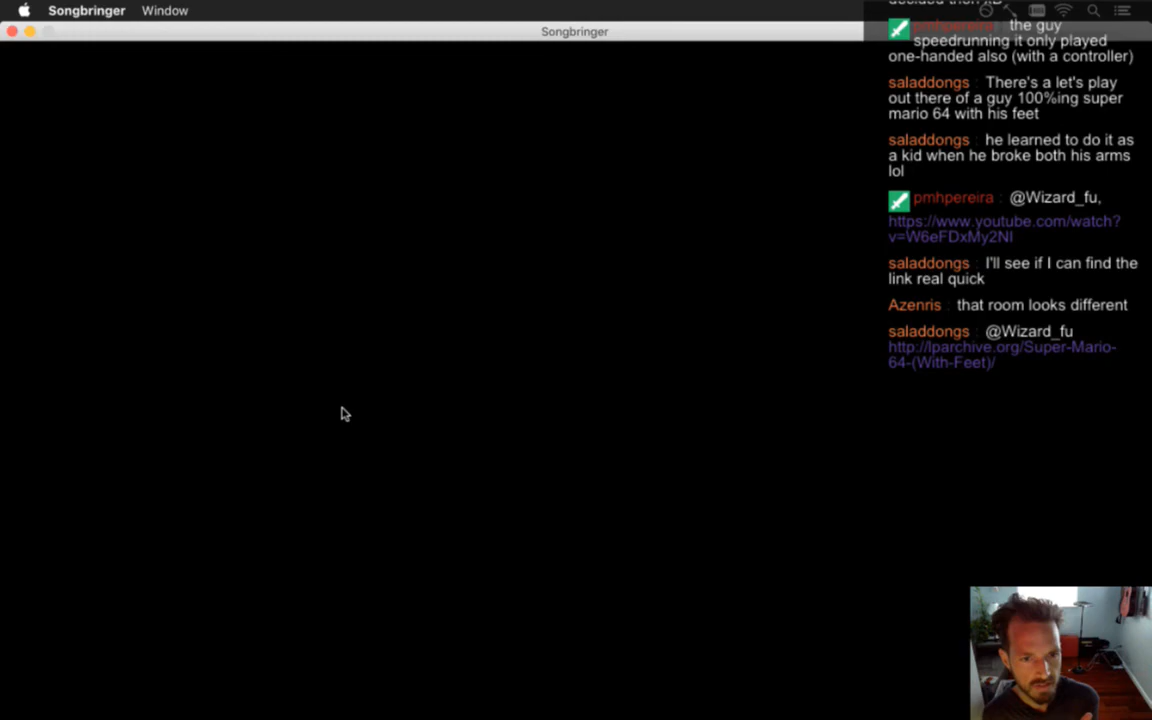 Songbringer Window
Songbringer
pmhpereira : the guy
speedrunning it only played
one-handed also (with a controller)
saladdongs : There's a let's play
out there of a guy 100%ing super
mario 64 with his feet
saladdongs : he learned to do it as
a kid when he broke both his arms
lol
pmhpereira : @Wizard_fu,
https://www.youtube.com/watch?
v=W6eFDxMy2NI
saladdongs : I'll see if I can find the
link real quick
Azenris : that room looks different
saladdongs : @Wizard_fu
http://lparchive.org/Super-Mario-
64-(With-Feet)/